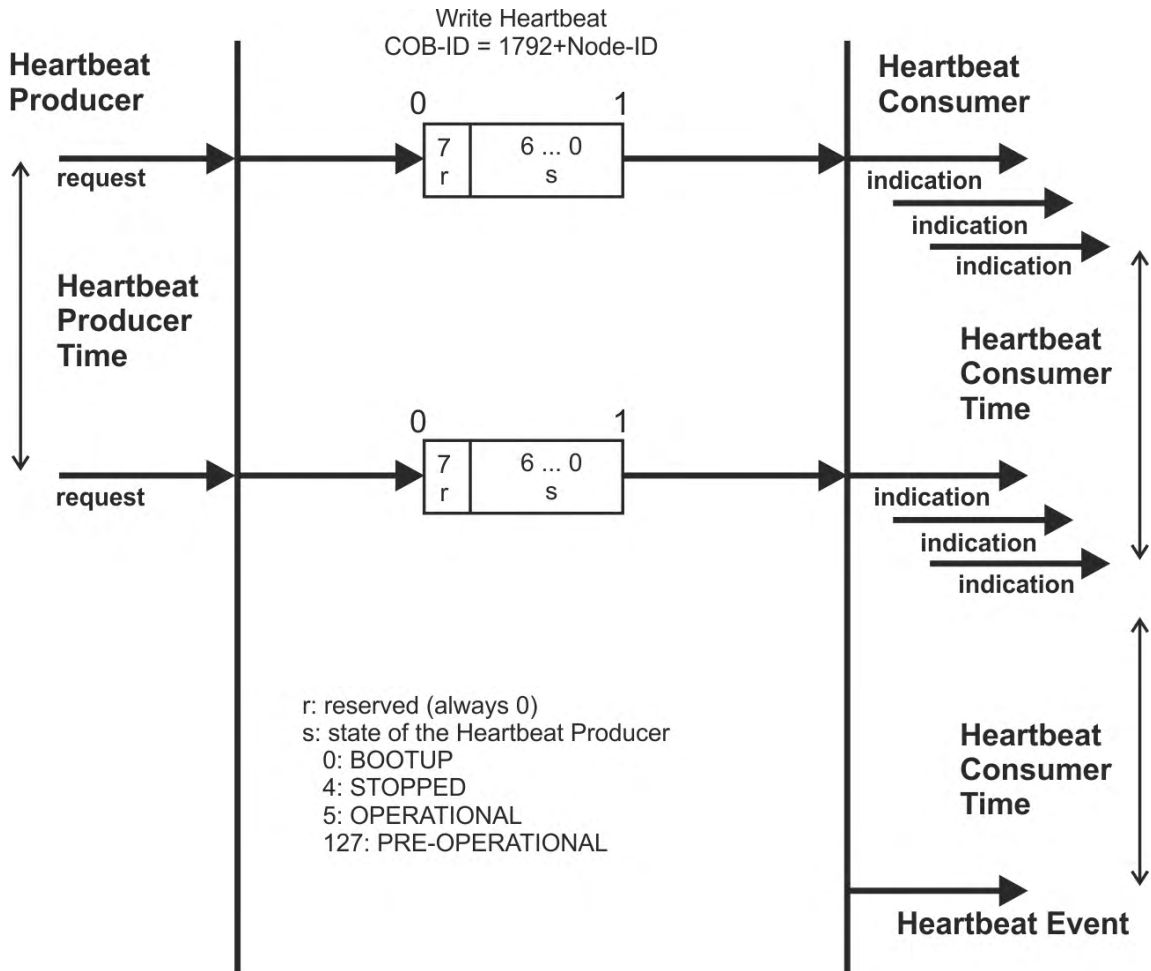 Write Heartbeat
COB-ID = 1792+Node-ID
Heartbeat
Producer
Heartbeat
Consumer
0 1
7 6 ... 0
r s
request
indication
indication
indication
Heartbeat
Producer
Time
Heartbeat
Consumer
Time
0 1
7 6 ... 0
r s
request
indication
indication
indication
r: reserved (always 0)
s: state of the Heartbeat Producer
0: BOOTUP
4: STOPPED
5: OPERATIONAL
127: PRE-OPERATIONAL
Heartbeat
Consumer
Time
Heartbeat Event